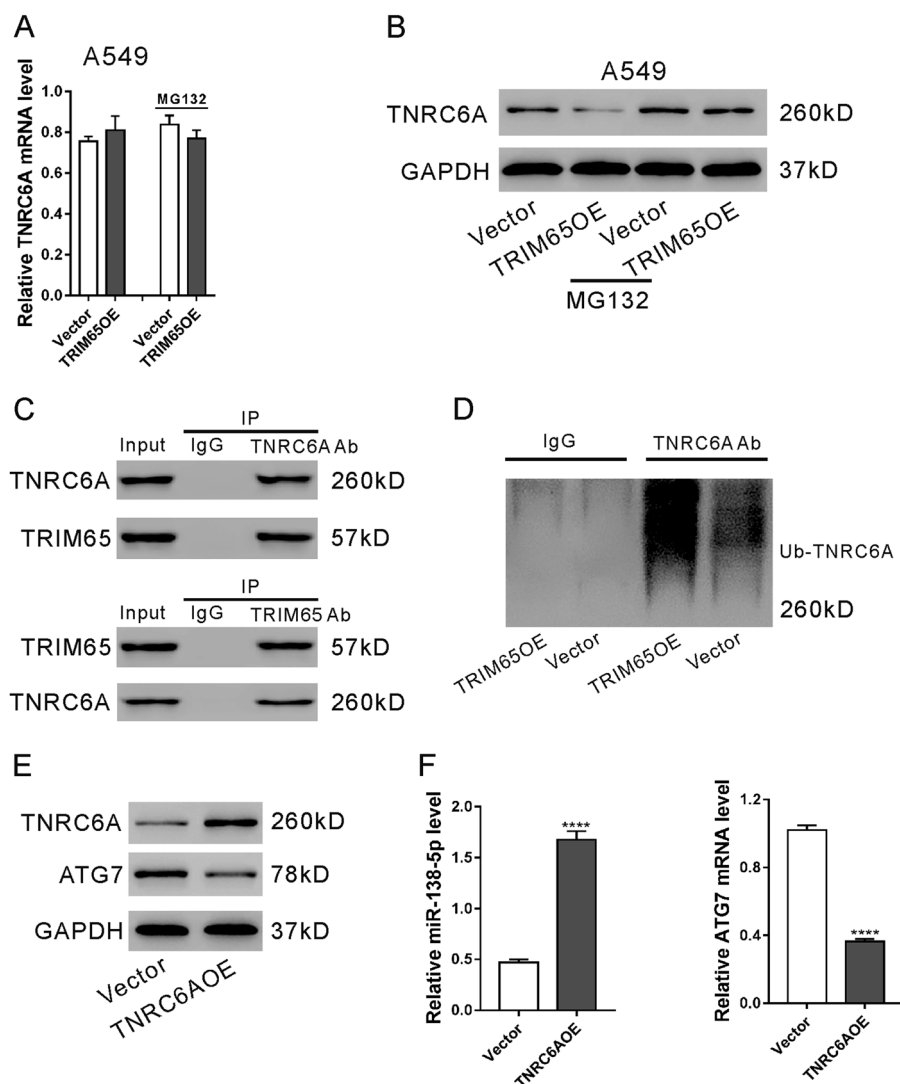 A
A549
Relative TNRC6A mRNA level
1.0
0.8
0.6
0.4
0.2
0.0
MG132
Vector
TRIM65OE
Vector
TRIM65OE
B
A549
TNRC6A
260kD
GAPDH
37kD
Vector
TRIM65OE
Vector
TRIM65OE
MG132
C
IP
Input
IgG
TNRC6A Ab
TNRC6A
260kD
TRIM65
57kD
IP
Input
IgG
TRIM65 Ab
TRIM65
57kD
TNRC6A
260kD
D
IgG
TNRC6A Ab
Ub-TNRC6A
260kD
TRIM65OE
Vector
TRIM65OE
Vector
E
TNRC6A
260kD
ATG7
78kD
GAPDH
37kD
Vector
TNRC6AOE
F
Relative miR-138-5p level
2.0
1.5
1.0
0.5
0.0
****
Vector
TNRC6AOE
Relative ATG7 mRNA level
1.2
0.8
0.4
0.0
****
Vector
TNRC6AOE